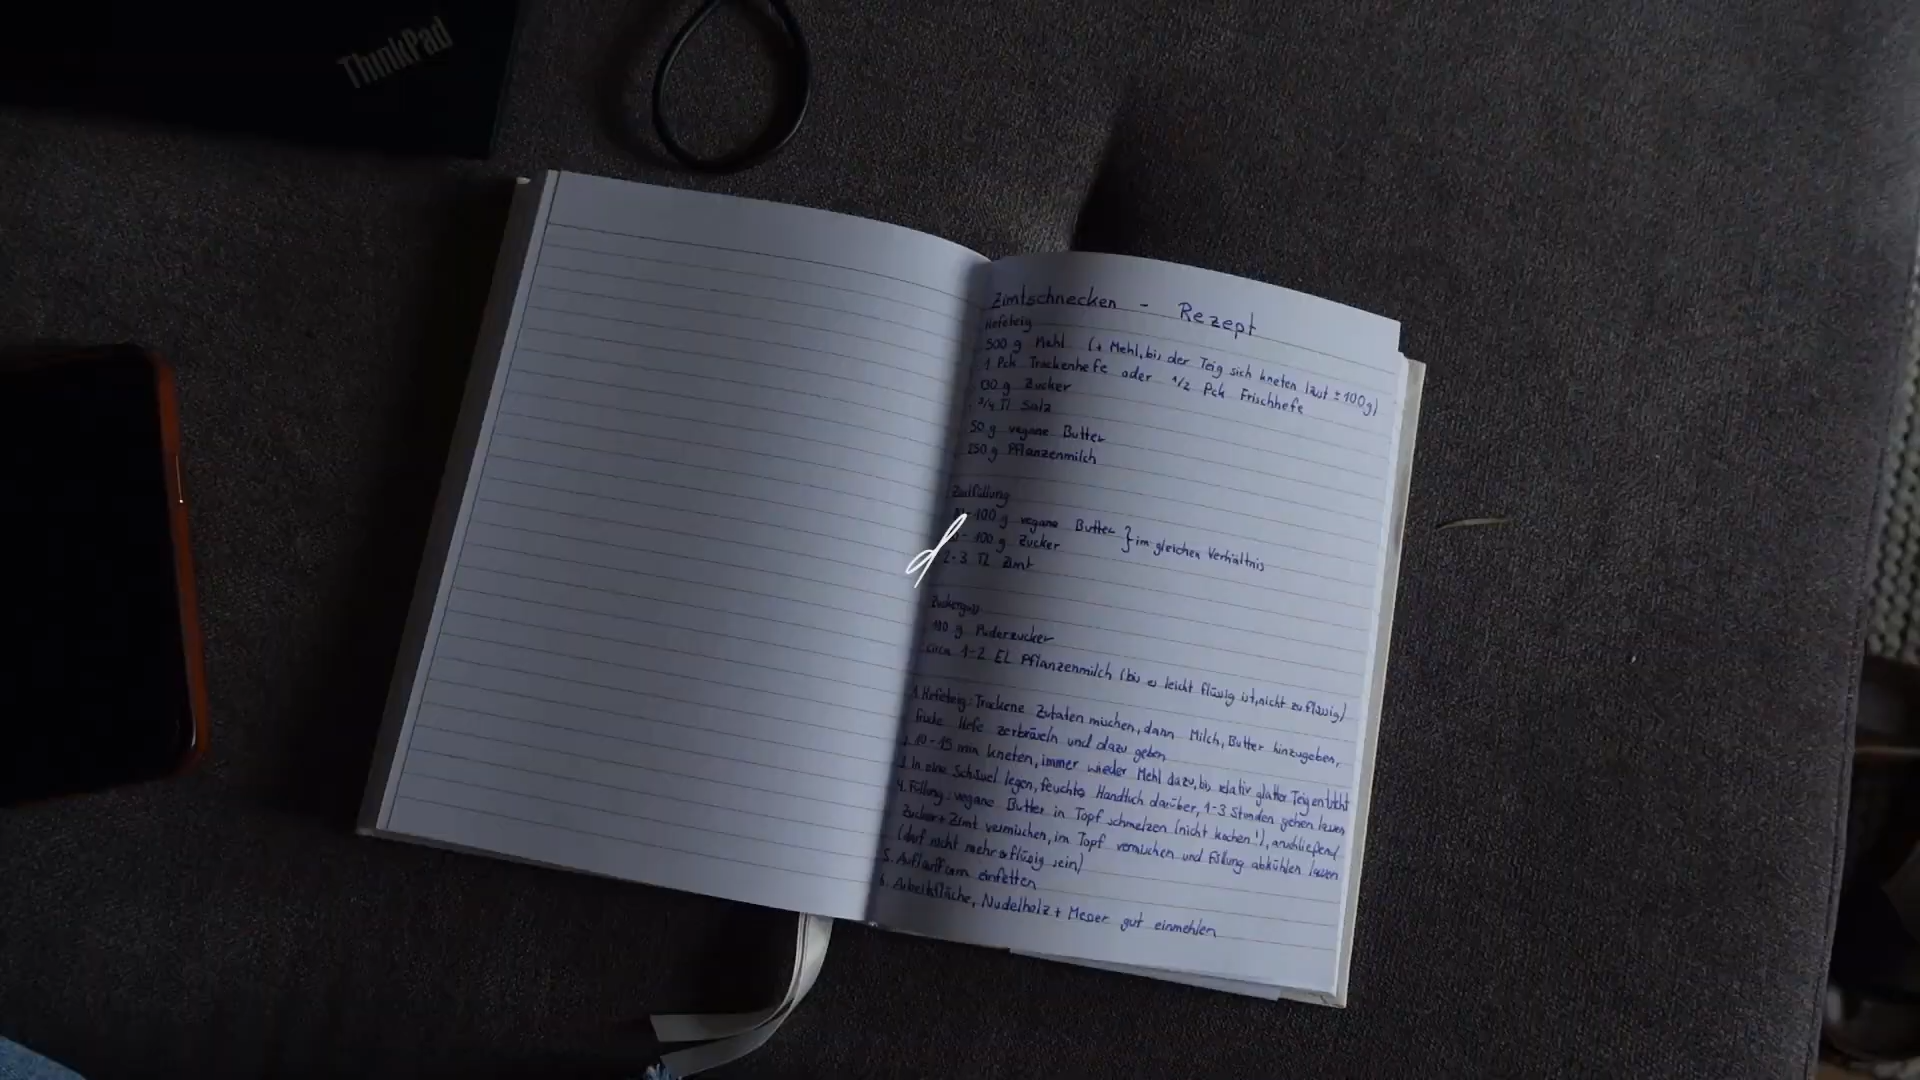 ThinkPad
Zimtschnecken - Rezept
Hefeteig
500 g Mehl (+ Mehl, bis der Teig sich kneten lässt ± 100g)
1 Pck Trockenhefe oder 1/2 Pck Frischhefe
g Zucker
3/4 Tl Salz
50 g vegane Butter
250 g Pflanzenmilch
100 g vegane Butter } im gleichen Verhältnis
- 100 g Zucker
2-3 TL Zimt
Zuckerguss
g Puderzucker
circa 1-2 EL Pflanzenmilch (bis es leicht flüssig ist, nicht zu flüssig)
1. Hefeteig: Trockene Zutaten mischen, dann Milch, Butter hinzugeben,
Hefe zerbröseln und dazu geben
10-15 min kneten, immer wieder Mehl dazu, bis relativ glatter Teig entsteht
In eine Schüssel legen, feuchtes Handtuch darüber, 1-3 Stunden gehen lassen
4. Füllung: vegane Butter in Topf schmelzen (nicht kochen!), anschließend
Zucker + Zimt vermischen, im Topf vermischen und Füllung abkühlen lassen
(darf nicht mehr flüssig sein)
5. Auflaufform einfetten
6. Arbeitsfläche, Nudelholz + Messer gut einmehlen
d